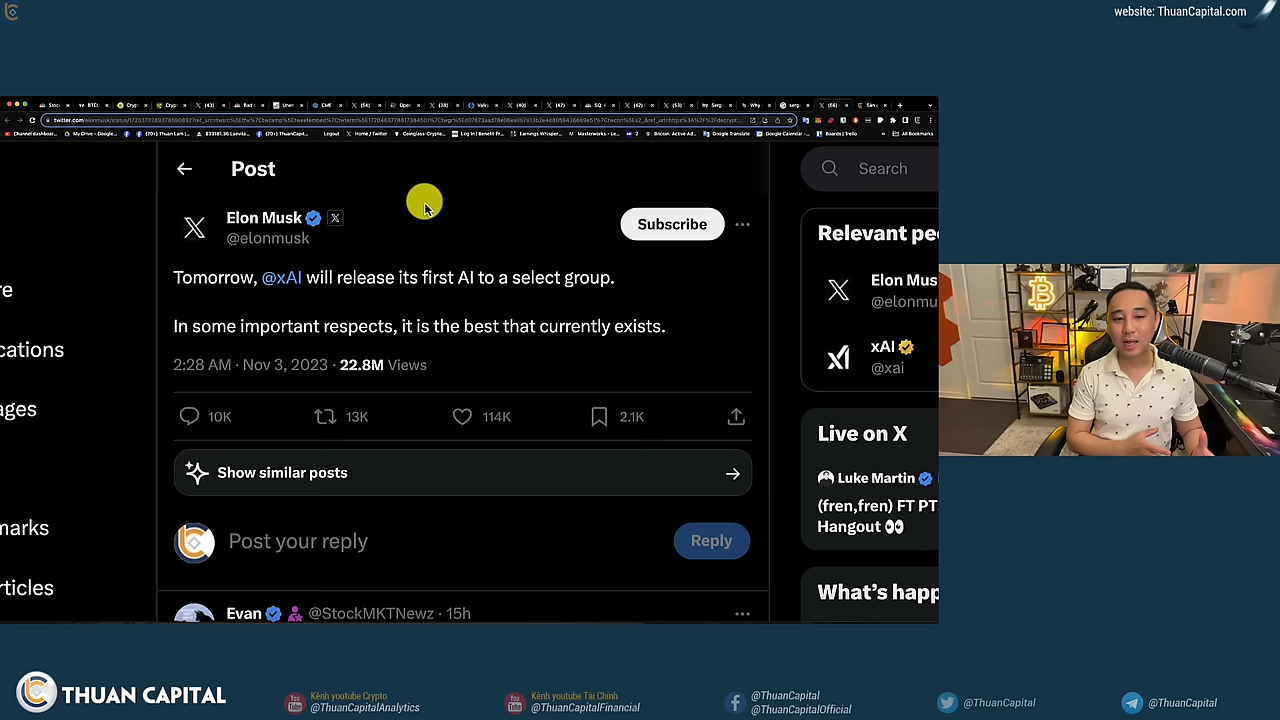 website: ThuanCapital.com
Post
Search
Elon Musk
@elonmusk
Subscribe
Tomorrow, @xAI will release its first AI to a select group.
In some important respects, it is the best that currently exists.
2:28 AM · Nov 3, 2023 · 22.8M Views
10K 13K 114K 2.1K
Show similar posts
Post your reply
Reply
Evan @StockMKTNewz · 15h
re
cations
ages
marks
rticles
Relevant pe
Elon Mus
@elonmu
xAI
@xai
Live on X
Luke Martin
(fren,fren) FT PT
Hangout 👀
What's happ
THUAN CAPITAL
Kênh youtube Crypto
@ThuanCapitalAnalytics
Kênh youtube Tài Chính
@ThuanCapitalFinancial
@ThuanCapital
@ThuanCapitalOfficial
@ThuanCapital
@ThuanCapital